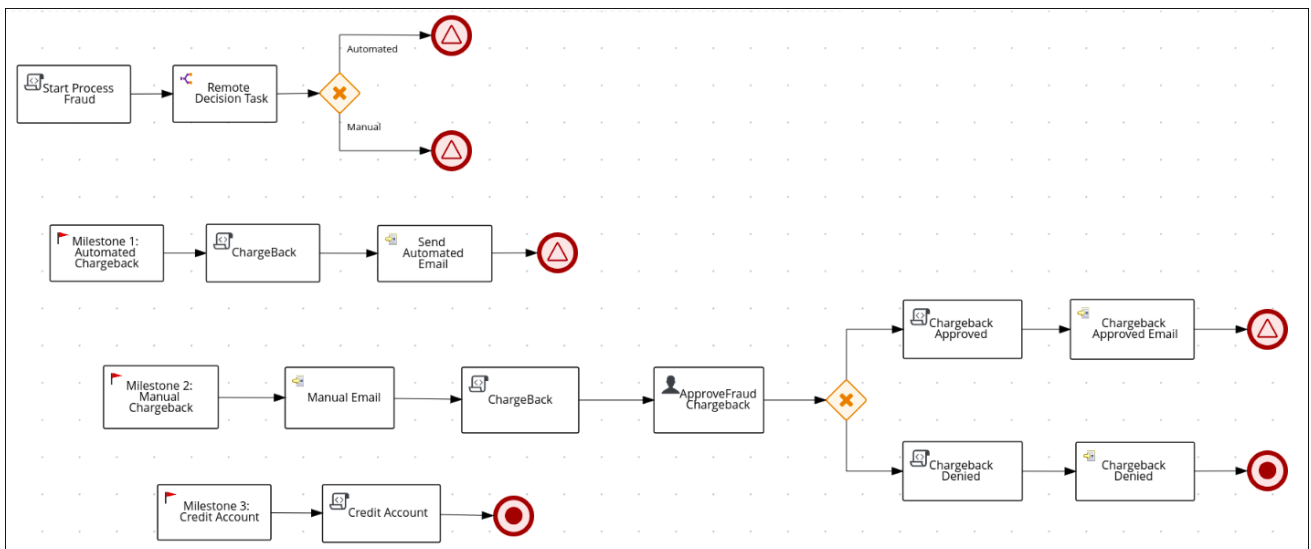 Automated
Start Process
Fraud
Remote
Decision Task
Manual
Milestone 1:
Automated
Chargeback
ChargeBack
Send
Automated
Email
Chargeback
Approved
Chargeback
Approved Email
Milestone 2:
Manual
Chargeback
Manual Email
ChargeBack
ApproveFraud
Chargeback
Chargeback
Denied
Chargeback
Denied
Milestone 3:
Credit Account
Credit Account